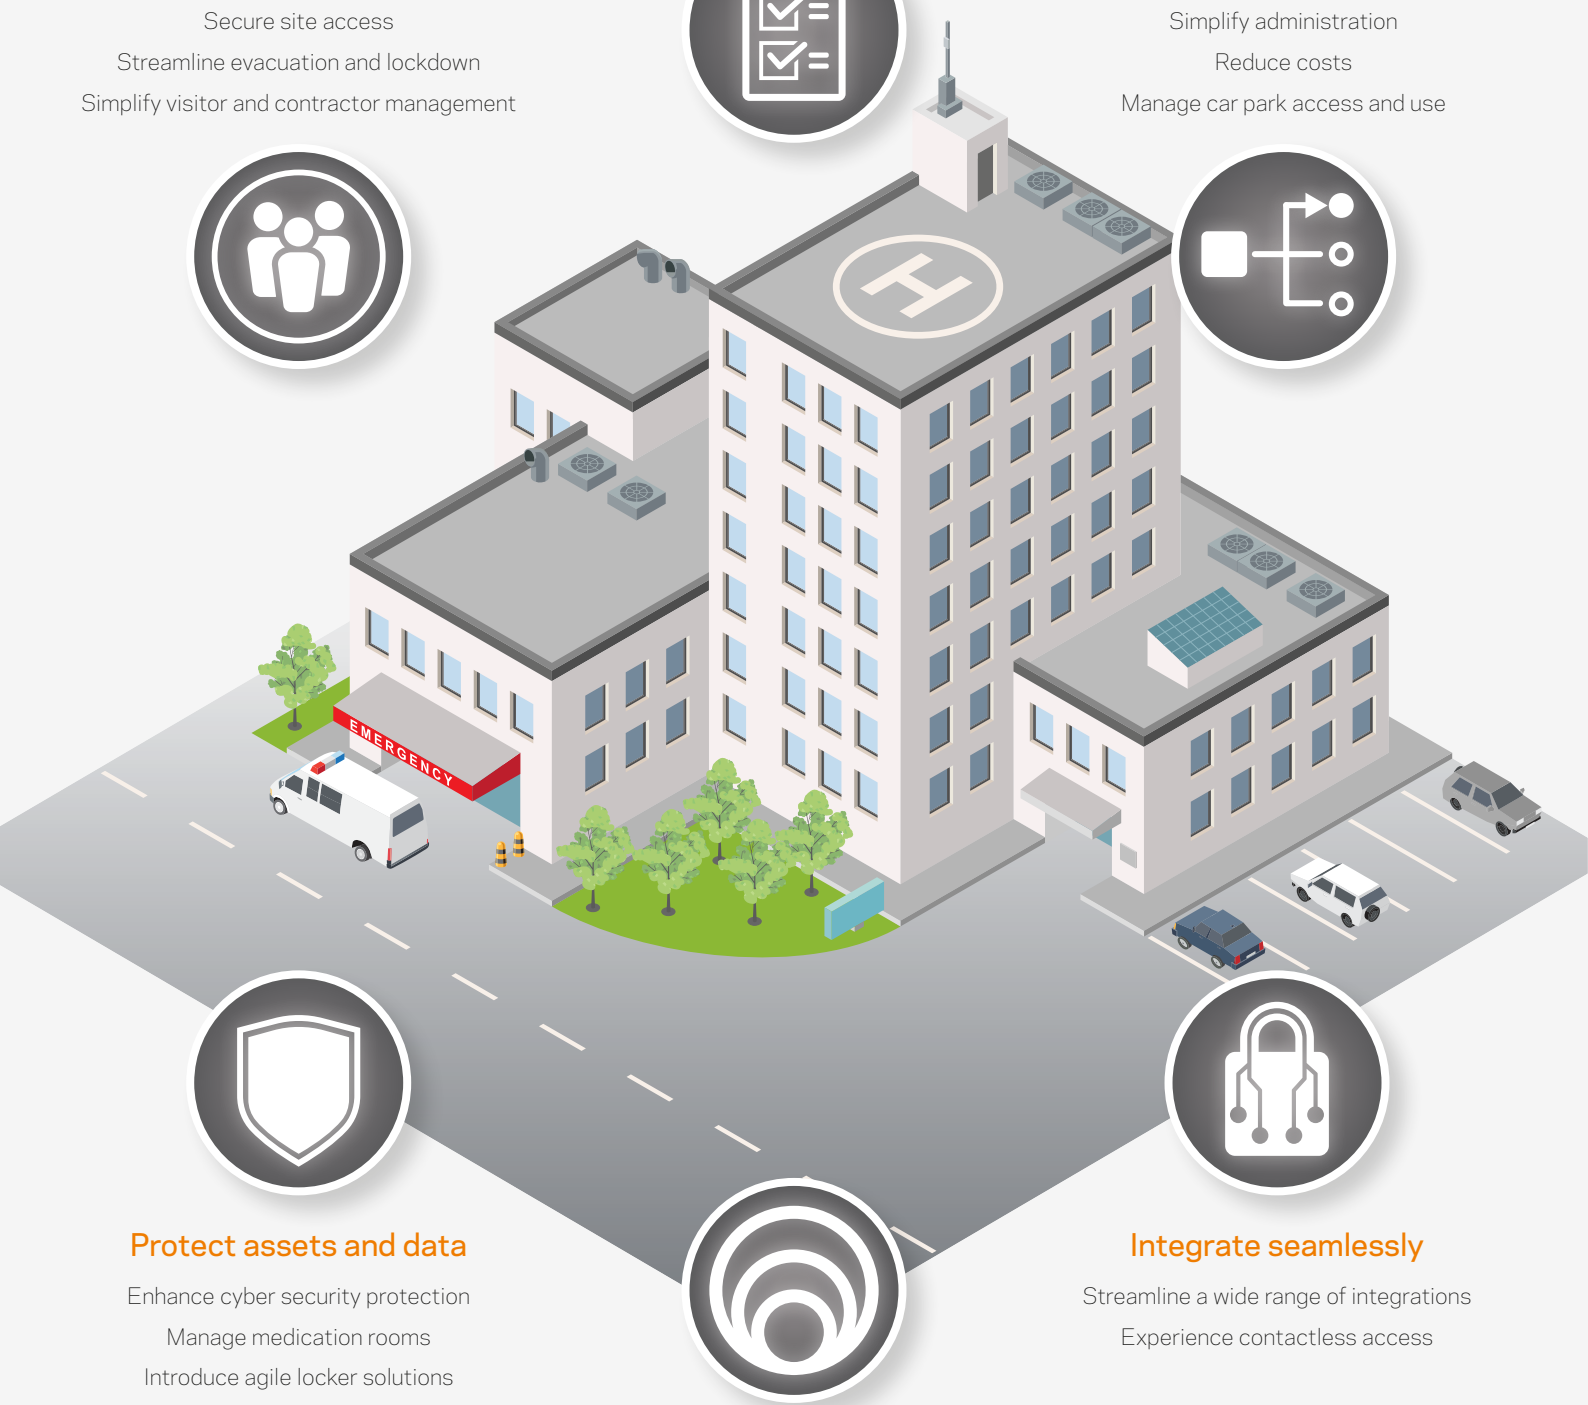 Secure site access
Streamline evacuation and lockdown
Simplify visitor and contractor management
Simplify administration
Reduce costs
Manage car park access and use
H
EMERGENCY
Protect assets and data
Enhance cyber security protection
Manage medication rooms
Introduce agile locker solutions
Integrate seamlessly
Streamline a wide range of integrations
Experience contactless access